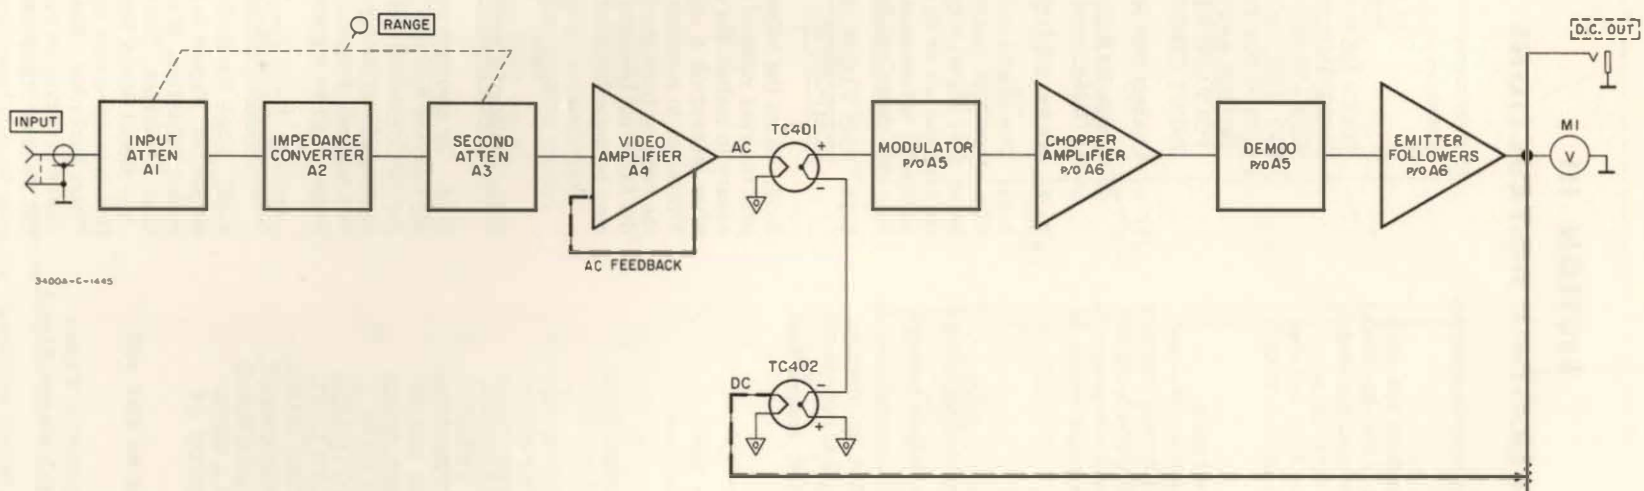 RANGE
D.C. OUT
INPUT
INPUT
ATTEN
A1
IMPEDANCE
CONVERTER
A2
SECOND
ATTEN
A3
VIDEO
AMPLIFIER
A4
AC
TC401
+
−
MODULATOR
P/O A5
CHOPPER
AMPLIFIER
P/O A6
DEMOD
P/O A5
EMITTER
FOLLOWERS
P/O A6
M1
V
AC FEEDBACK
3400A-C-1445
TC402
DC
−
+